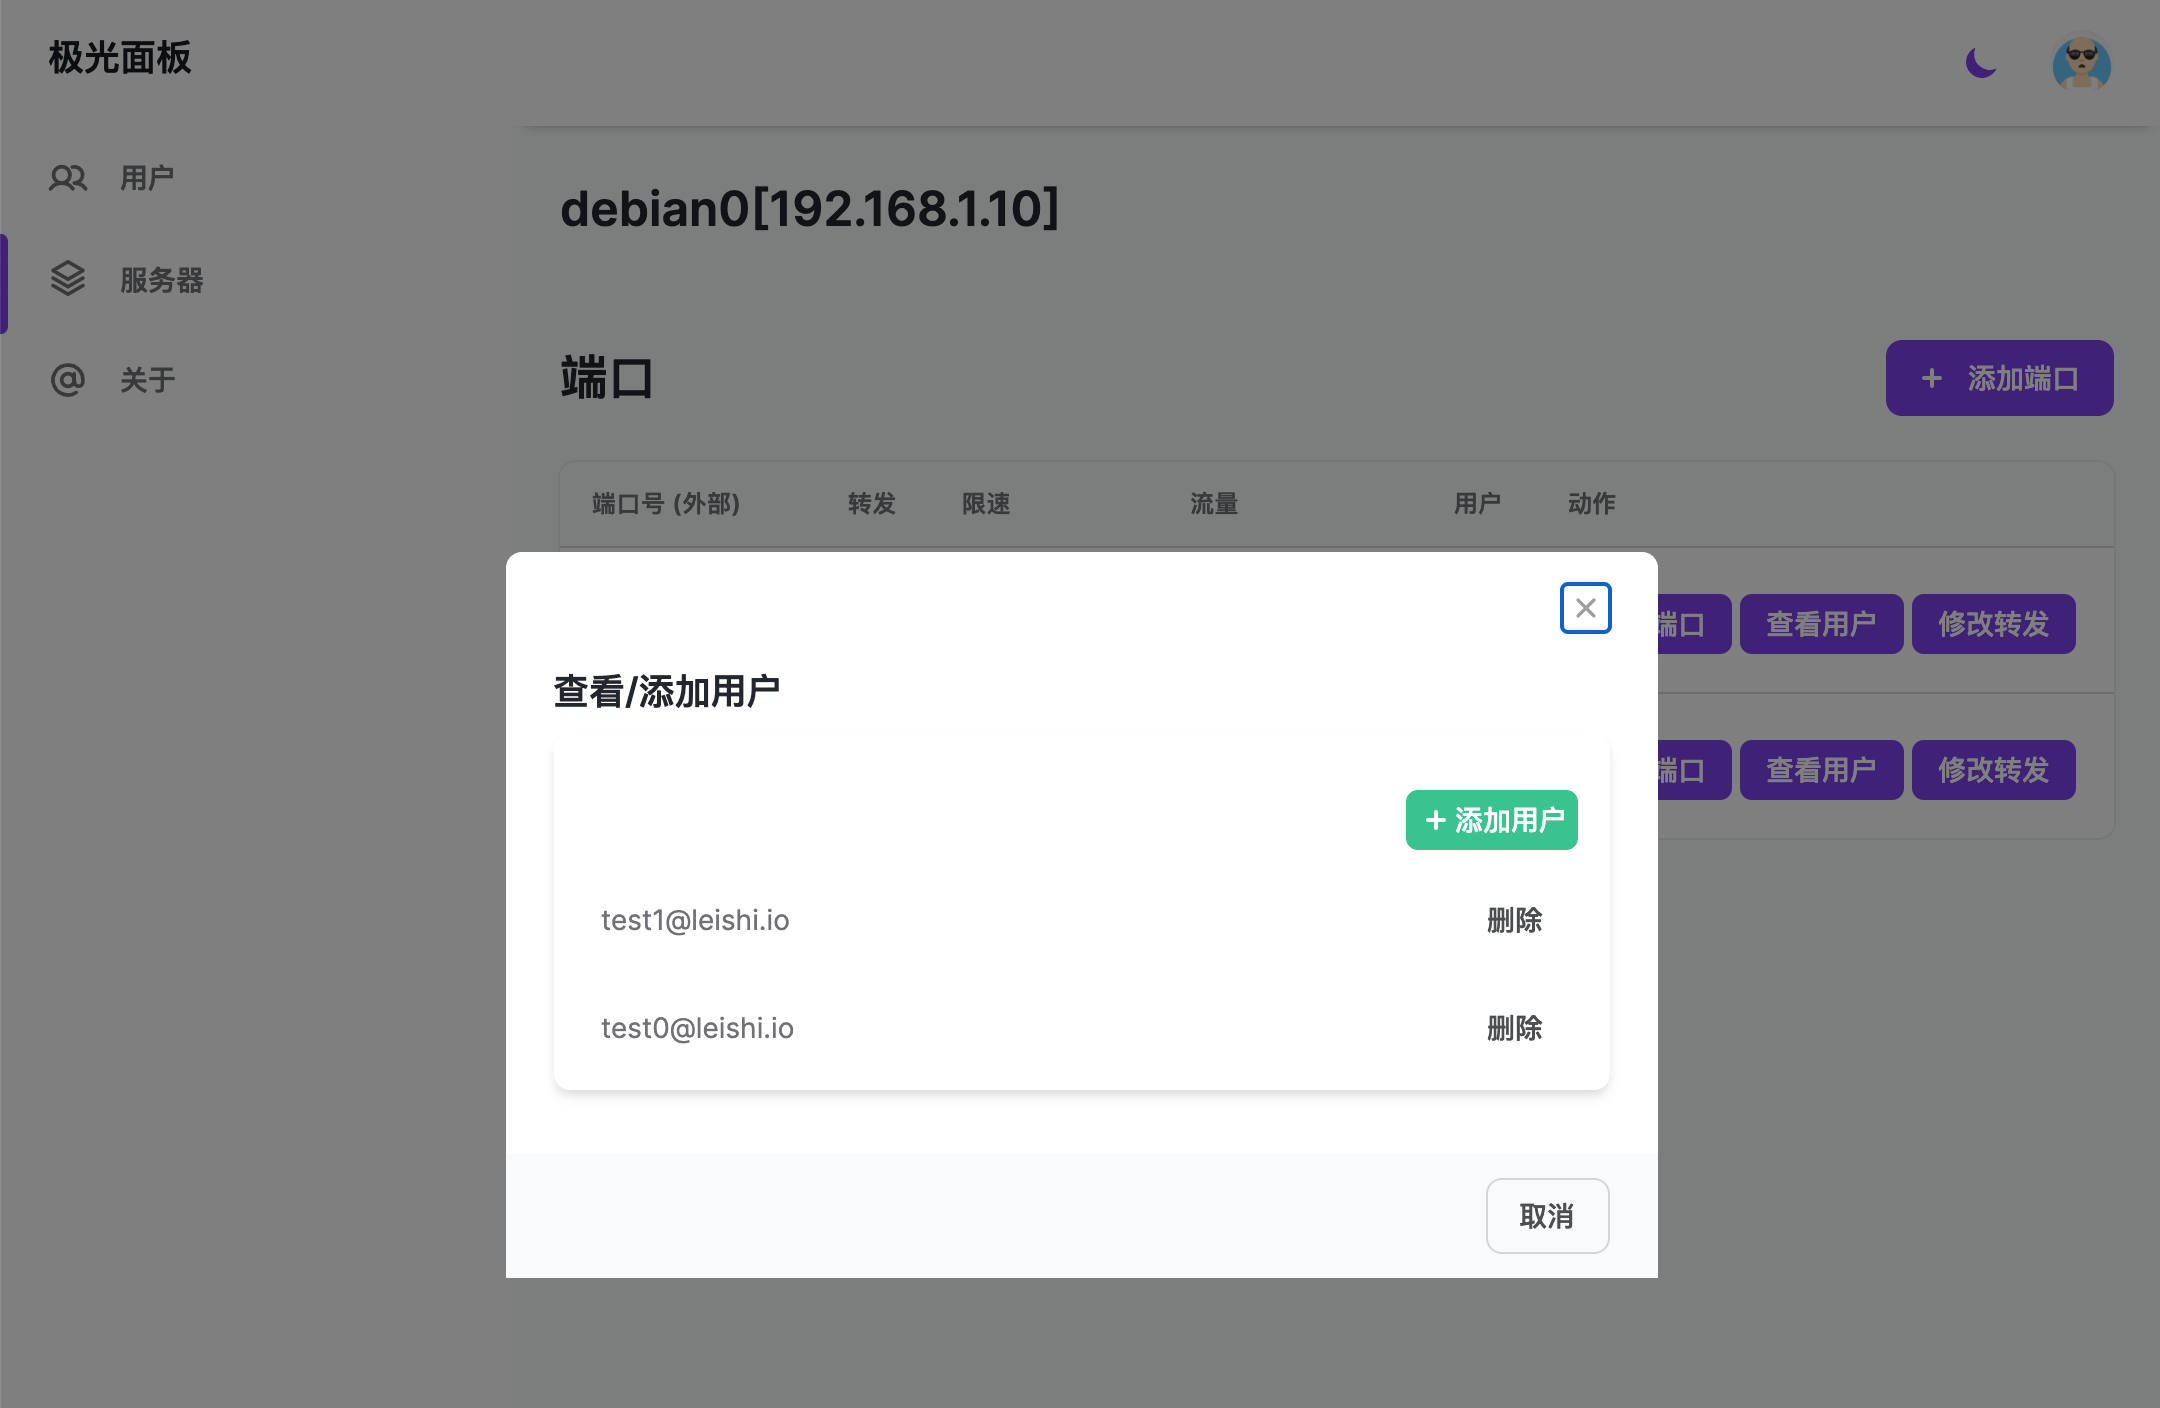 极光面板
用户
服务器
关于
debian0[192.168.1.10]
端口
+ 添加端口
端口号 (外部) 转发 限速 流量 用户 动作
端口 查看用户 修改转发
端口 查看用户 修改转发
查看/添加用户
+ 添加用户
test1@leishi.io 删除
test0@leishi.io 删除
取消